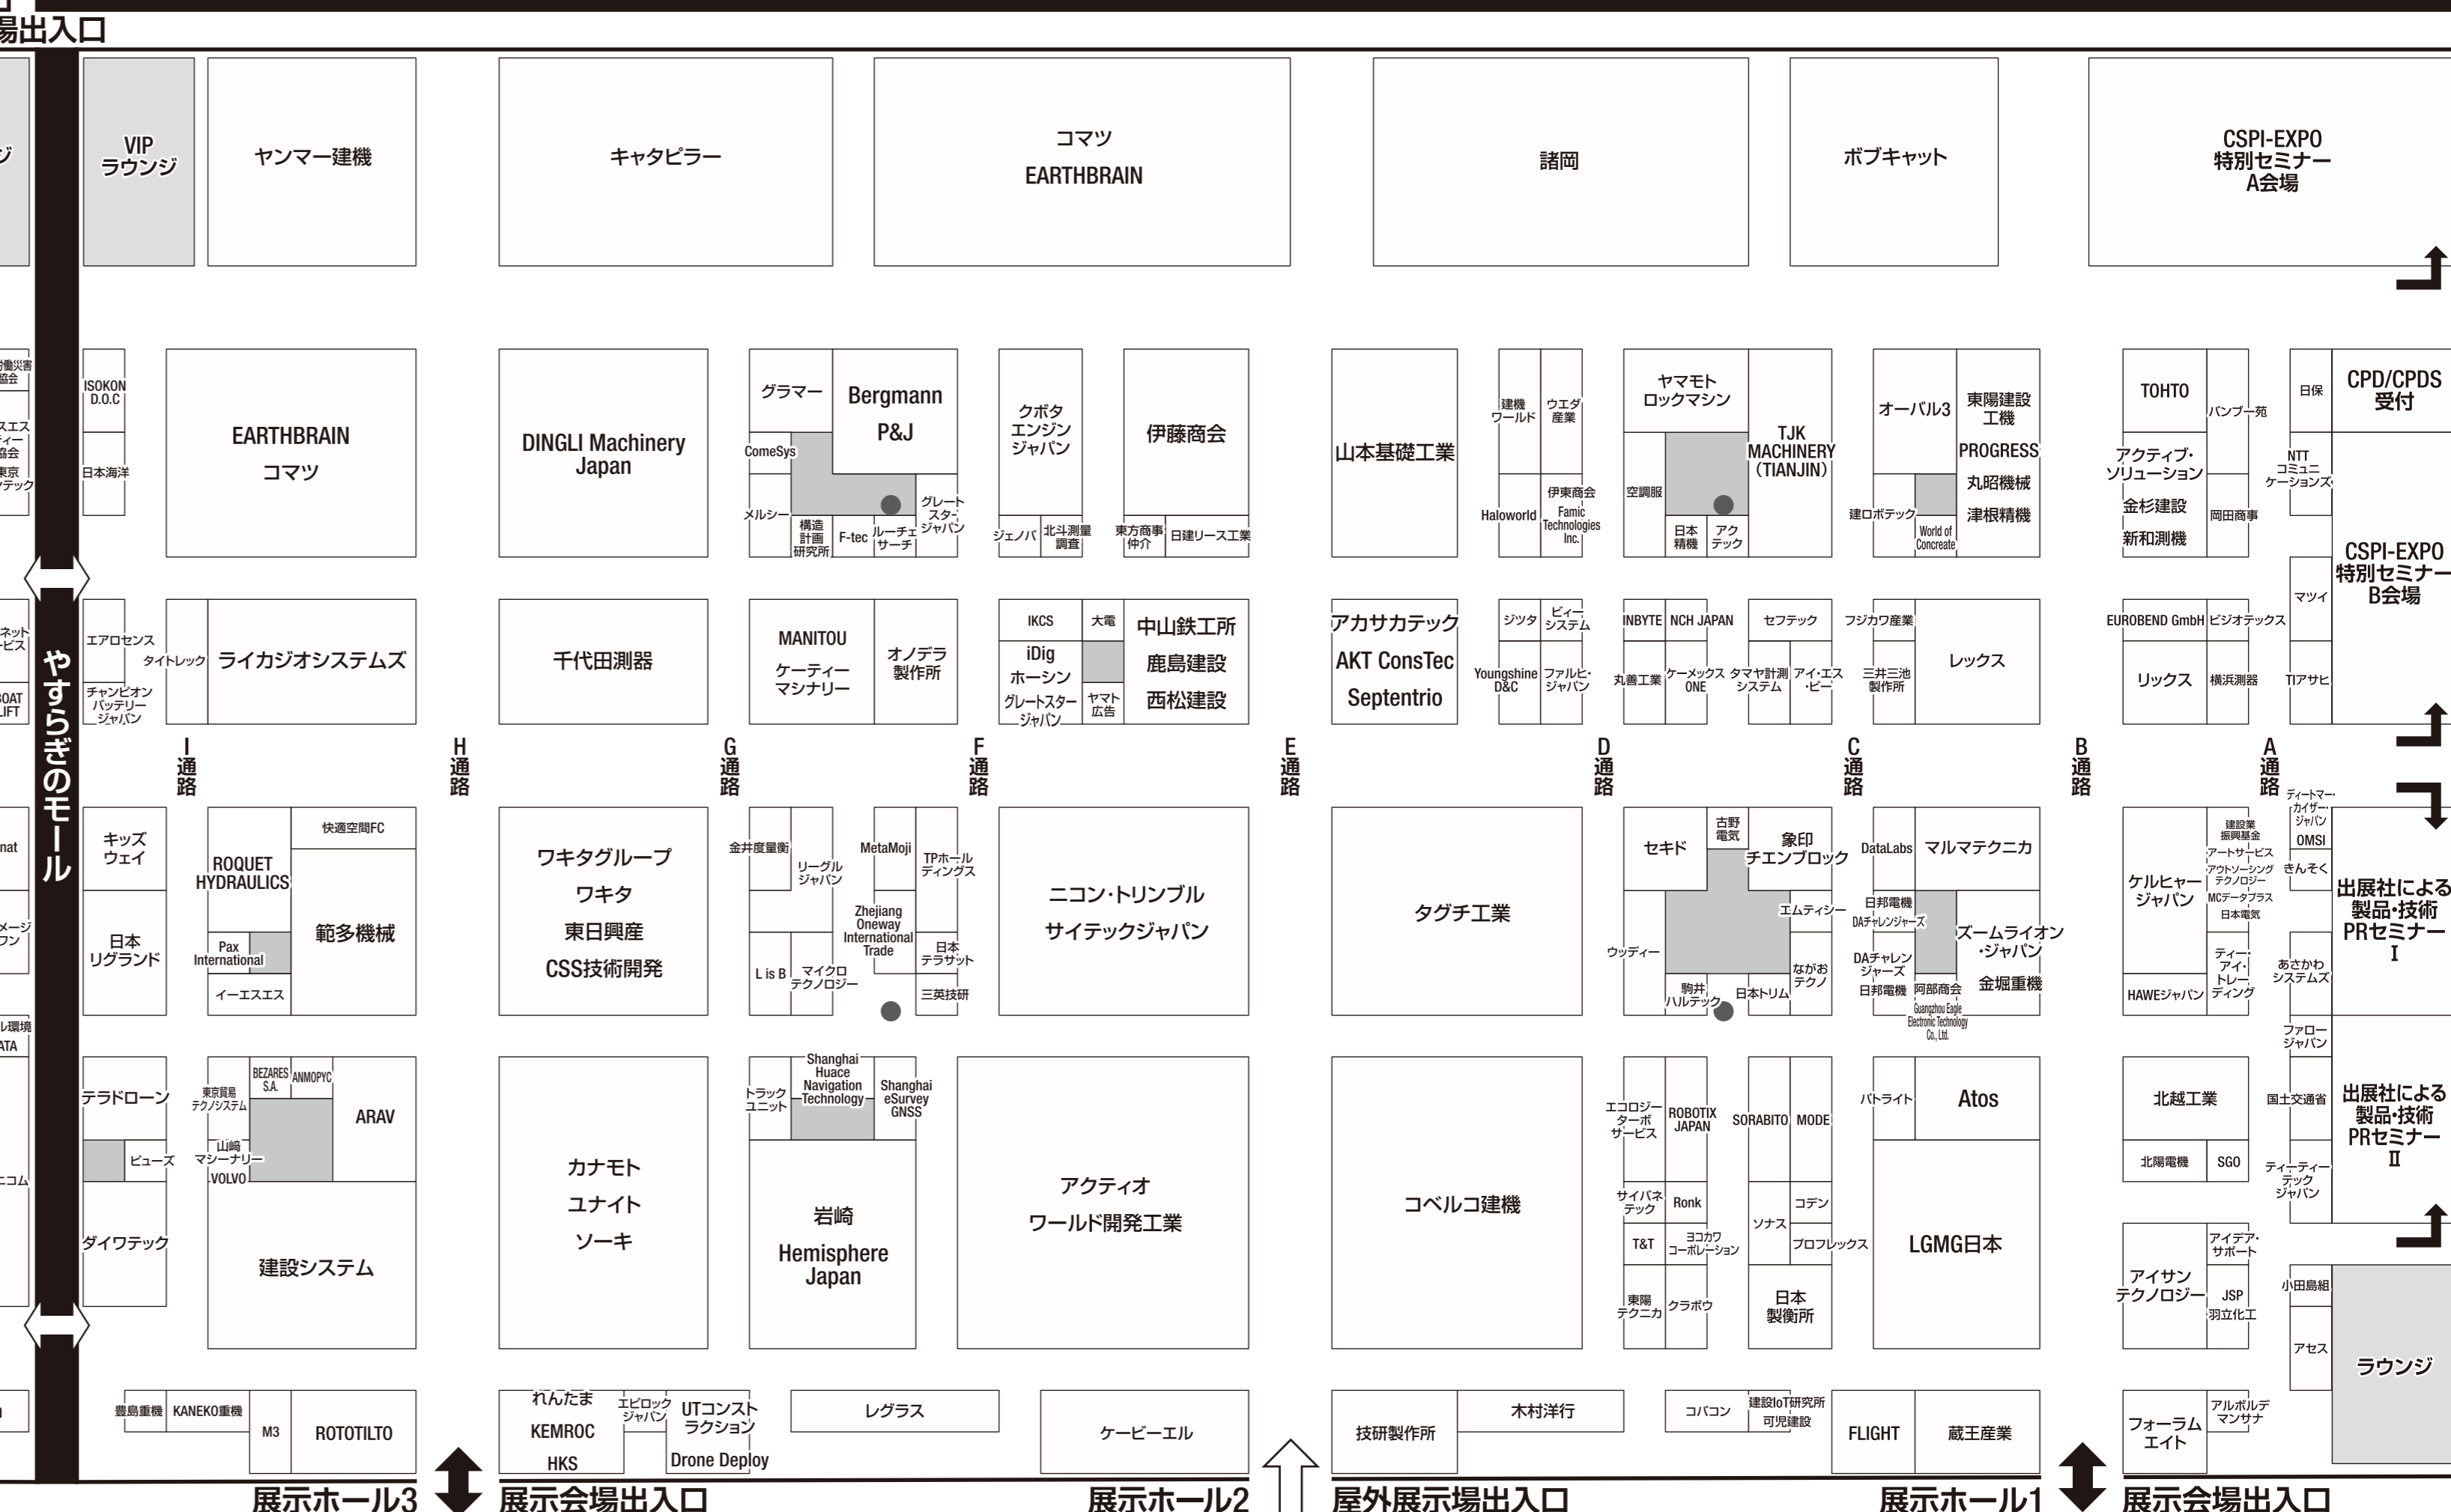 場出入口
ジ
VIP
ラウンジ
ヤンマー建機
キャタピラー
コマツ
EARTHBRAIN
諸岡
ボブキャット
CSPI-EXPO
特別セミナー
A会場
労働災害
協会
スエス
ティー
協会
東京
ノテック
ISOKON
D.O.C
日本海洋
EARTHBRAIN
コマツ
DINGLI Machinery
Japan
グラマー
Bergmann
P&J
ComeSys
メルシー
構造
計画
研究所
F-tec
ルーチェ
サーチ
グレート
スター
ジャパン
クボタ
エンジン
ジャパン
ジェノバ
北斗測量
調査
伊藤商会
東方商事
仲介
日建リース工業
山本基礎工業
建機
ワールド
ウエダ
産業
Haloworld
伊東商会
Famic
Technologies
Inc.
ヤマモト
ロックマシン
空調服
日本
精機
アク
テック
TJK
MACHINERY
(TIANJIN)
オーバル3
建ロボテック
World of
Concreate
東陽建設
工機
PROGRESS
丸昭機械
津根精機
TOHTO
バンブー苑
アクティブ・
ソリューション
金杉建設
新和測機
岡田商事
日保
NTT
コミュニ
ケーションズ
CPD/CPDS
受付
CSPI-EXPO
特別セミナー
B会場
マツイ
TIアサヒ
ネット
ービス
BOAT
LIFT
やすらぎのモール
エアロセンス
チャンピオン
バッテリー
ジャパン
タイトレック
ライカジオシステムズ
千代田測器
MANITOU
ケーティー
マシナリー
オノデラ
製作所
IKCS
大電
iDig
ホーシン
グレートスター
ジャパン
ヤマト
広告
中山鉄工所
鹿島建設
西松建設
アカサカテック
AKT ConsTec
Septentrio
ジツタ
ビィー
システム
Youngshine
D&C
ファルヒ・
ジャパン
INBYTE
NCH JAPAN
丸善工業
ケーメックス
ONE
セフテック
タマヤ計測
システム
アイ・エス
・ピー
フジカワ産業
三井三池
製作所
レックス
EUROBEND GmbH
ビジオテックス
リックス
横浜測器
I通路
H通路
G通路
F通路
E通路
D通路
C通路
B通路
A通路
nat
メージ
ワン
キッズ
ウェイ
日本
リグランド
ROQUET
HYDRAULICS
快適空間FC
範多機械
Pax
International
イーエスエス
ワキタグループ
ワキタ
東日興産
CSS技術開発
金井度量衡
リーグル
ジャパン
L is B
マイクロ
テクノロジー
MetaMoji
TPホール
ディングス
Zhejiang
Oneway
International
Trade
日本
テラサット
三英技研
ニコン・トリンブル
サイテックジャパン
タグチ工業
セキド
古野
電気
象印
チエンブロック
ウッディー
エムティシー
駒井
ハルテック
日本トリム
ながお
テクノ
DataLabs
マルマテクニカ
日邦電機
DAチャレンジャーズ
DAチャレン
ジャーズ
日邦電機
阿部商会
Guangzhou Eagle
Electronic Technology
Co., Ltd.
ズームライオン
・ジャパン
金堀重機
ケルヒャー
ジャパン
建設業
振興基金
アートサービス
アウトソーシング
テクノロジー
MCデータプラス
日本電気
ティー・
アイ・
トレー
ディング
HAWEジャパン
ディートマー・
カイザー・
ジャパン
OMSI
きんそく
あさかわ
システムズ
ファロー
ジャパン
出展社による
製品・技術
PRセミナー
I
ル環境
ATA
ニコム
テラドローン
ビューズ
ダイワテック
東京貿易
テクノシステム
BEZARES
S.A.
ANMOPYC
ARAV
山﨑
マシーナリー
VOLVO
建設システム
カナモト
ユナイト
ソーキ
トラック
ユニット
Shanghai
Huace
Navigation
Technology
Shanghai
eSurvey
GNSS
岩崎
Hemisphere
Japan
アクティオ
ワールド開発工業
コベルコ建機
エコロジー
ターボ
サービス
ROBOTIX
JAPAN
サイバネ
テック
Ronk
T&T
ヨコカワ
コーポレーション
東陽
テクニカ
クラボウ
SORABITO
MODE
ソナス
コデン
プロフレックス
日本
製衡所
パトライト
Atos
LGMG日本
北越工業
北陽電機
SGO
アイサン
テクノロジー
アイデア・
サポート
JSP
羽立化工
国土交通省
ティーティー
テック
ジャパン
出展社による
製品・技術
PRセミナー
II
小田島組
アセス
ラウンジ
豊島重機
KANEKO重機
M3
ROTOTILTO
れんたま
KEMROC
HKS
エピロック
ジャパン
UTコンスト
ラクション
Drone Deploy
レグラス
ケービーエル
技研製作所
木村洋行
コバコン
建設IoT研究所
可児建設
FLIGHT
蔵王産業
フォーラム
エイト
アルボルデ
マンサナ
展示ホール3
展示会場出入口
展示ホール2
屋外展示場出入口
展示ホール1
展示会場出入口